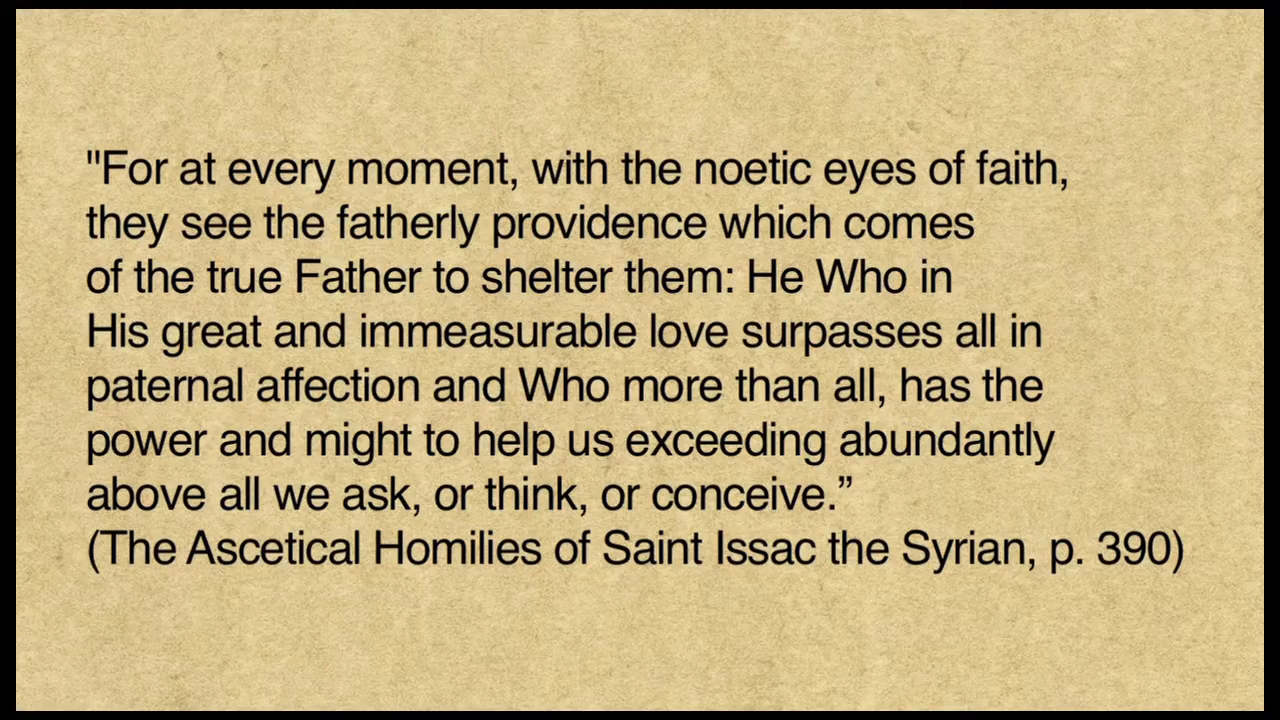 "For at every moment, with the noetic eyes of faith,
they see the fatherly providence which comes
of the true Father to shelter them: He Who in
His great and immeasurable love surpasses all in
paternal affection and Who more than all, has the
power and might to help us exceeding abundantly
above all we ask, or think, or conceive.”
(The Ascetical Homilies of Saint Issac the Syrian, p. 390)